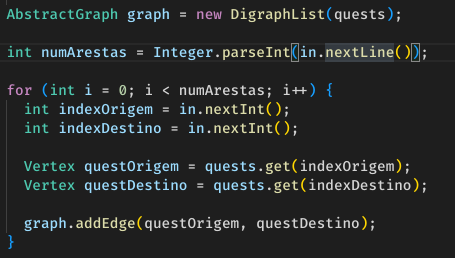 AbstractGraph graph = new DigraphList(quests);
int numArestas = Integer.parseInt(in.nextLine());
for (int i = 0; i < numArestas; i++) {
int indexOrigem = in.nextInt();
int indexDestino = in.nextInt();
Vertex questOrigem = quests.get(indexOrigem);
Vertex questDestino = quests.get(indexDestino);
graph.addEdge(questOrigem, questDestino);
}